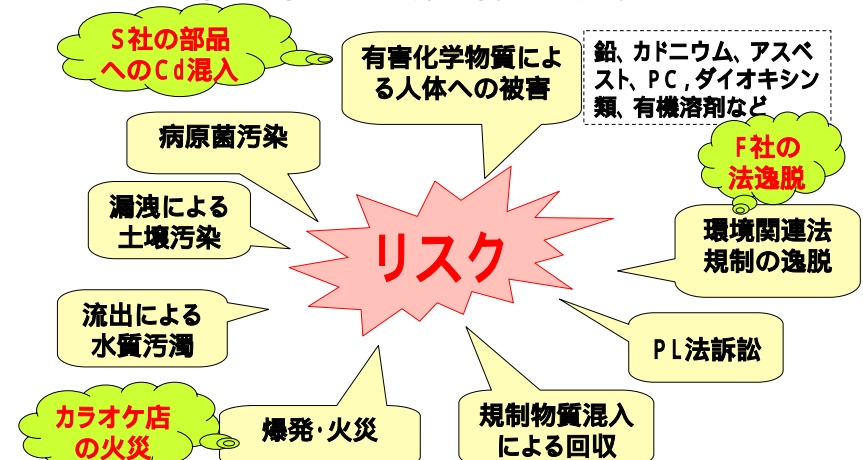 S社の部品
へのCd混入
有害化学物質によ
る人体への被害
鉛、カドニウム、アスベ
スト、PC,ダイオキシン
類、有機溶剤など
病原菌汚染
F社の
法逸脱
漏洩による
土壌汚染
リスク
環境関連法
規制の逸脱
流出による
水質汚濁
PL法訴訟
カラオケ店
の火災
爆発・火災
規制物質混入
による回収